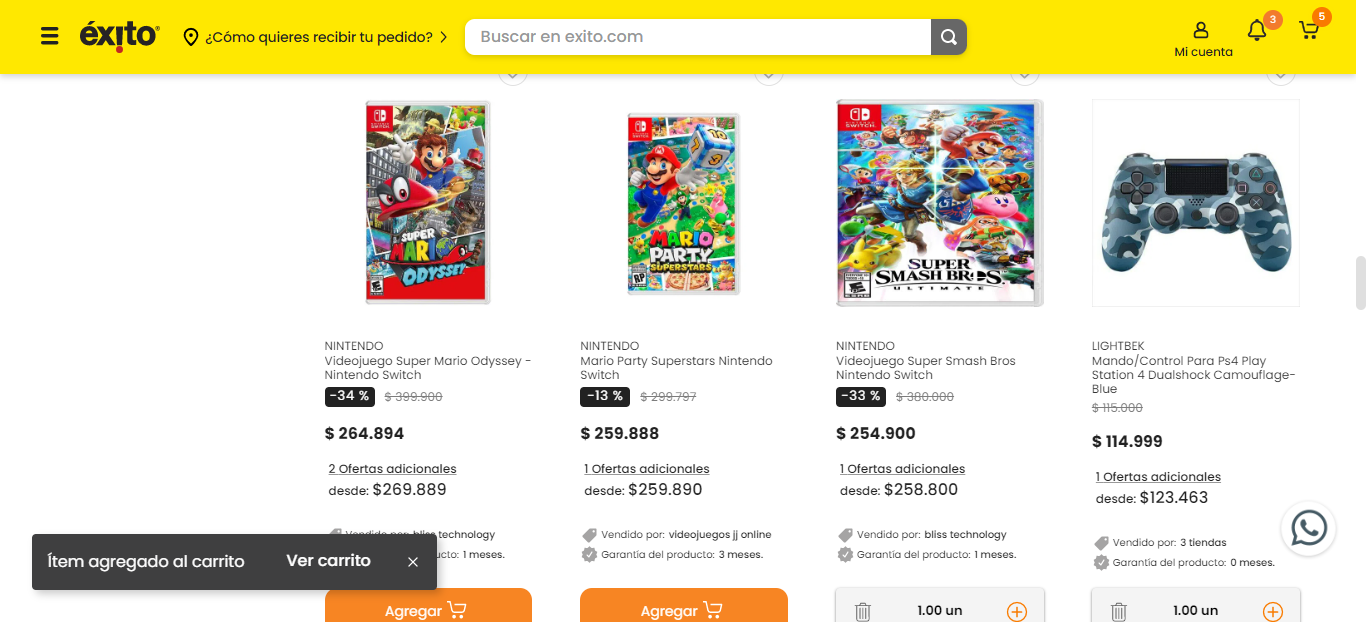 éxito
¿Cómo quieres recibir tu pedido?
Buscar en exito.com
Mi cuenta
3
5
NINTENDO SWITCH
SUPER MARIO ODYSSEY
NINTENDO SWITCH
MARIO PARTY SUPERSTARS
NINTENDO SWITCH
SUPER SMASH BROS.
ULTIMATE
NINTENDO
Videojuego Super Mario Odyssey -
Nintendo Switch
-34 % $ 399.900
$ 264.894
2 Ofertas adicionales
desde: $269.889
bliss technology
1 meses.
Agregar
NINTENDO
Mario Party Superstars Nintendo
Switch
-13 % $ 299.797
$ 259.888
1 Ofertas adicionales
desde: $259.890
Vendido por: videojuegos jj online
Garantía del producto: 3 meses.
Agregar
NINTENDO
Videojuego Super Smash Bros
Nintendo Switch
-33 % $ 380.000
$ 254.900
1 Ofertas adicionales
desde: $258.800
Vendido por: bliss technology
Garantía del producto: 1 meses.
1.00 un
LIGHTBEK
Mando/Control Para Ps4 Play
Station 4 Dualshock Camouflage-
Blue
$ 115.000
$ 114.999
1 Ofertas adicionales
desde: $123.463
Vendido por: 3 tiendas
Garantía del producto: 0 meses.
1.00 un
Ítem agregado al carrito
Ver carrito